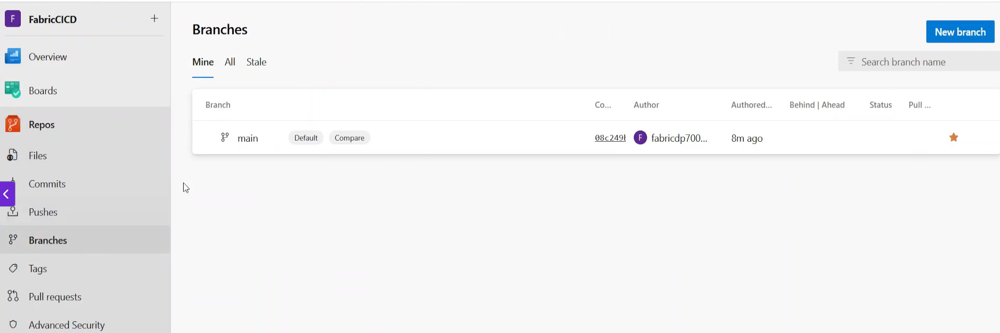 F FabricCICD +
Overview
Boards
Repos
Files
Commits
Pushes
Branches
Tags
Pull requests
Advanced Security
Branches
New branch
Mine All Stale
Search branch name
Branch Co... Author Authored... Behind | Ahead Status Pull ...
main Default Compare 08c249 F fabricdp700... 8m ago